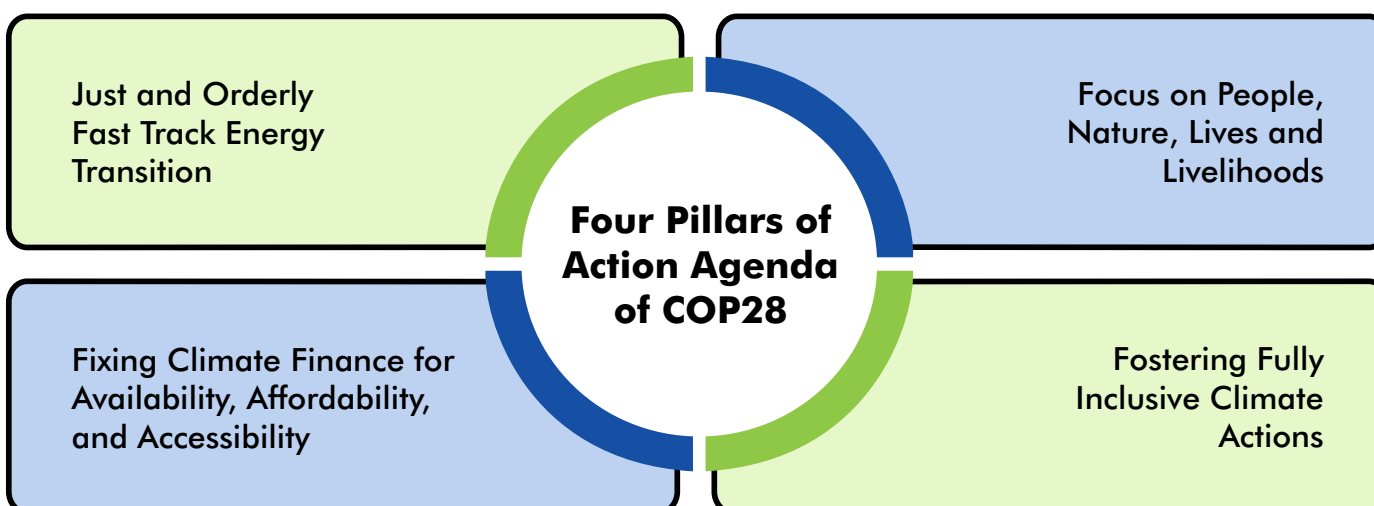 Just and Orderly
Fast Track Energy
Transition
Focus on People,
Nature, Lives and
Livelihoods
Four Pillars of
Action Agenda
of COP28
Fixing Climate Finance for
Availability, Affordability,
and Accessibility
Fostering Fully
Inclusive Climate
Actions